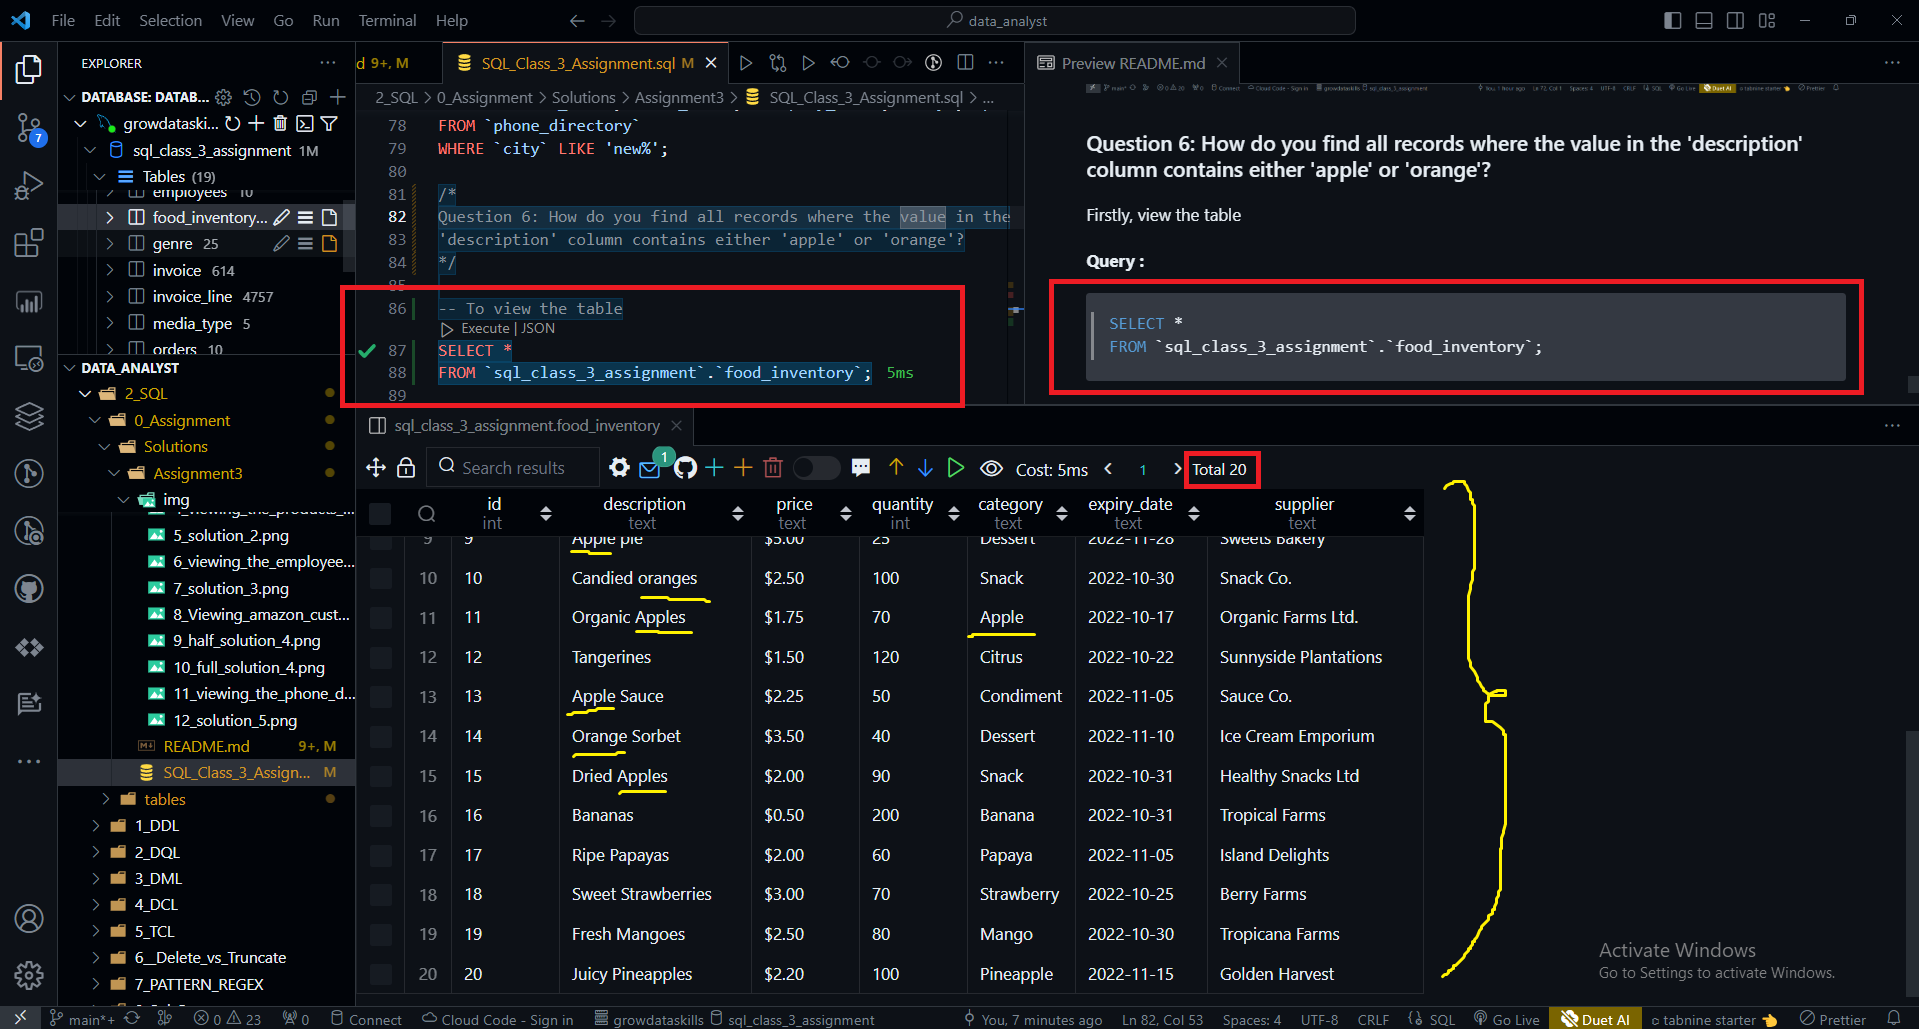 File Edit Selection View Go Run Terminal Help
data_analyst
EXPLORER
DATABASE: DATAB...
growdataski...
sql_class_3_assignment 1M
Tables (19)
employees 10
food_inventory...
genre 25
invoice 614
invoice_line 4757
media_type 5
orders 10
DATA_ANALYST
2_SQL
0_Assignment
Solutions
Assignment3
img
5_solution_2.png
6_viewing_the_employee...
7_solution_3.png
8_Viewing_amazon_cust...
9_half_solution_4.png
10_full_solution_4.png
11_viewing_the_phone_d...
12_solution_5.png
README.md 9+, M
SQL_Class_3_Assign... M
tables
1_DDL
2_DQL
3_DML
4_DCL
5_TCL
6__Delete_vs_Truncate
7_PATTERN_REGEX
7
d 9+, M
SQL_Class_3_Assignment.sql M
2_SQL > 0_Assignment > Solutions > Assignment3 > SQL_Class_3_Assignment.sql > ...
78 FROM `phone_directory`
79 WHERE `city` LIKE 'new%';
80
81 /*
82 Question 6: How do you find all records where the value in the
83 'description' column contains either 'apple' or 'orange'?
84 */
85
86 -- To view the table
Execute | JSON
87 SELECT *
88 FROM `sql_class_3_assignment`.`food_inventory`; 5ms
89
Preview README.md
Question 6: How do you find all records where the value in the 'description'
column contains either 'apple' or 'orange'?
Firstly, view the table
Query :
SELECT *
FROM `sql_class_3_assignment`.`food_inventory`;
sql_class_3_assignment.food_inventory
Search results 1 Cost: 5ms < 1 > Total 20
id description price quantity category expiry_date supplier
int text text int text text text
9 9 Apple pie $5.00 25 Dessert 2022-11-28 Sweets Bakery
10 10 Candied oranges $2.50 100 Snack 2022-10-30 Snack Co.
11 11 Organic Apples $1.75 70 Apple 2022-10-17 Organic Farms Ltd.
12 12 Tangerines $1.50 120 Citrus 2022-10-22 Sunnyside Plantations
13 13 Apple Sauce $2.25 50 Condiment 2022-11-05 Sauce Co.
14 14 Orange Sorbet $3.50 40 Dessert 2022-11-10 Ice Cream Emporium
15 15 Dried Apples $2.00 90 Snack 2022-10-31 Healthy Snacks Ltd
16 16 Bananas $0.50 200 Banana 2022-10-31 Tropical Farms
17 17 Ripe Papayas $2.00 60 Papaya 2022-11-05 Island Delights
18 18 Sweet Strawberries $3.00 70 Strawberry 2022-10-25 Berry Farms
19 19 Fresh Mangoes $2.50 80 Mango 2022-10-30 Tropicana Farms
20 20 Juicy Pineapples $2.20 100 Pineapple 2022-11-15 Golden Harvest
Activate Windows
Go to Settings to activate Windows.
main*+ 0 23 0 Connect Cloud Code - Sign in growdataskills sql_class_3_assignment You, 7 minutes ago Ln 82, Col 53 Spaces: 4 UTF-8 CRLF SQL Go Live Duet AI tabnine starter Prettier